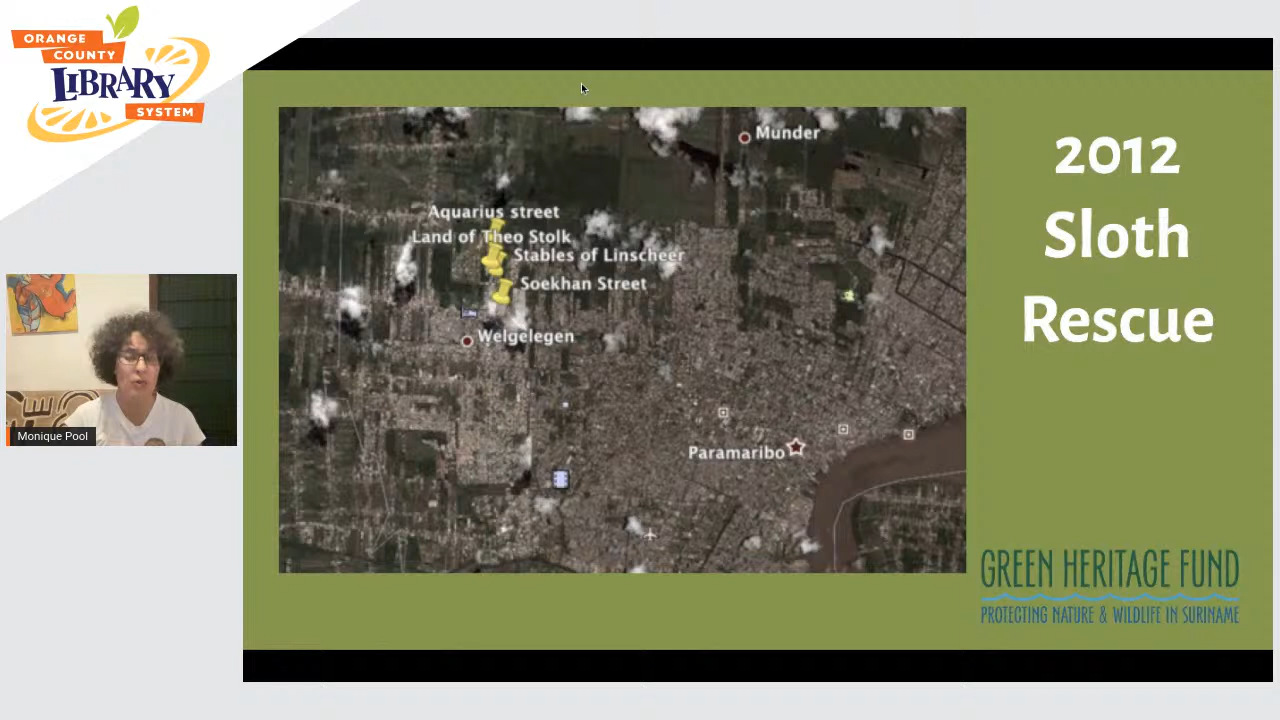 ORANGE
COUNTY
LIBRARY
SYSTEM
Munder
Aquarius street
Land of Theo Stolk
Stables of Linscheer
Soekhan Street
Welgelegen
Paramaribo
2012
Sloth
Rescue
Monique Pool
GREEN HERITAGE FUND
PROTECTING NATURE & WILDLIFE IN SURINAME